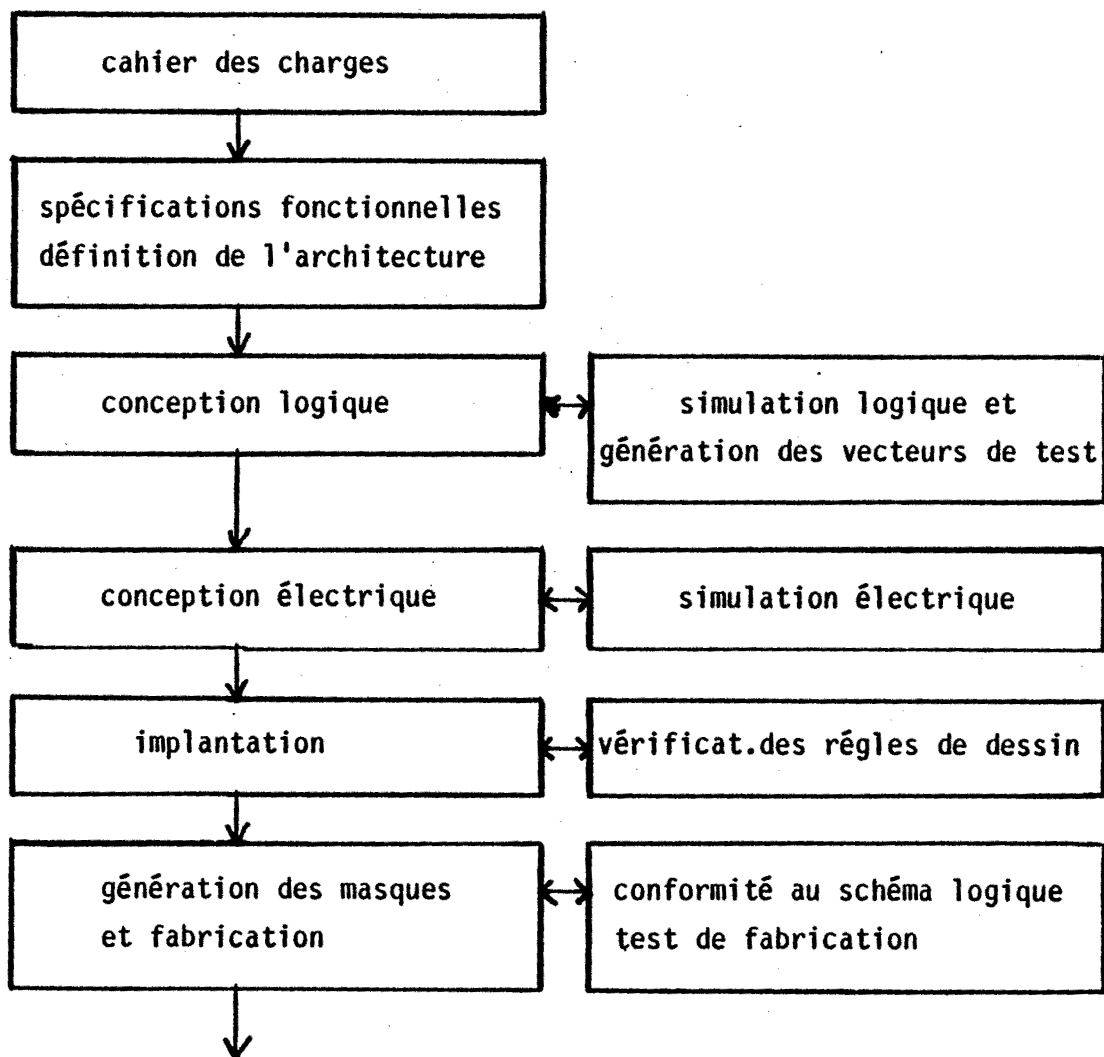 cahier des charges
spécifications fonctionnelles
définition de l'architecture
conception logique
simulation logique et
génération des vecteurs de test
conception électrique
simulation électrique
implantation
vérificat.des régles de dessin
génération des masques
et fabrication
conformité au schéma logique
test de fabrication